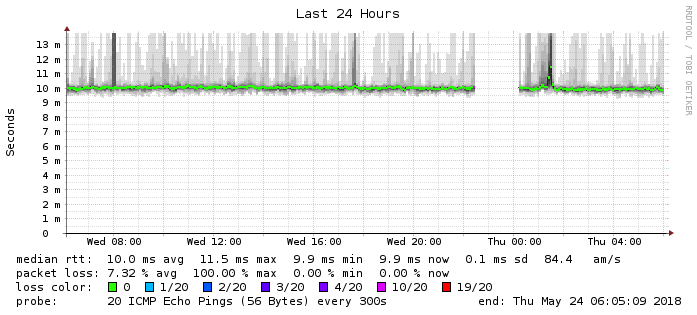 Last 24 Hours
RRDTOOL / TOBI OETIKER
Seconds
13 m
12 m
11 m
10 m
9 m
8 m
7 m
6 m
5 m
4 m
3 m
2 m
1 m
0
Wed 08:00 Wed 12:00 Wed 16:00 Wed 20:00 Thu 00:00 Thu 04:00
median rtt: 10.0 ms avg 11.5 ms max 9.9 ms min 9.9 ms now 0.1 ms sd 84.4 am/s
packet loss: 7.32 % avg 100.00 % max 0.00 % min 0.00 % now
loss color: 0 1/20 2/20 3/20 4/20 10/20 19/20
probe: 20 ICMP Echo Pings (56 Bytes) every 300s end: Thu May 24 06:05:09 2018